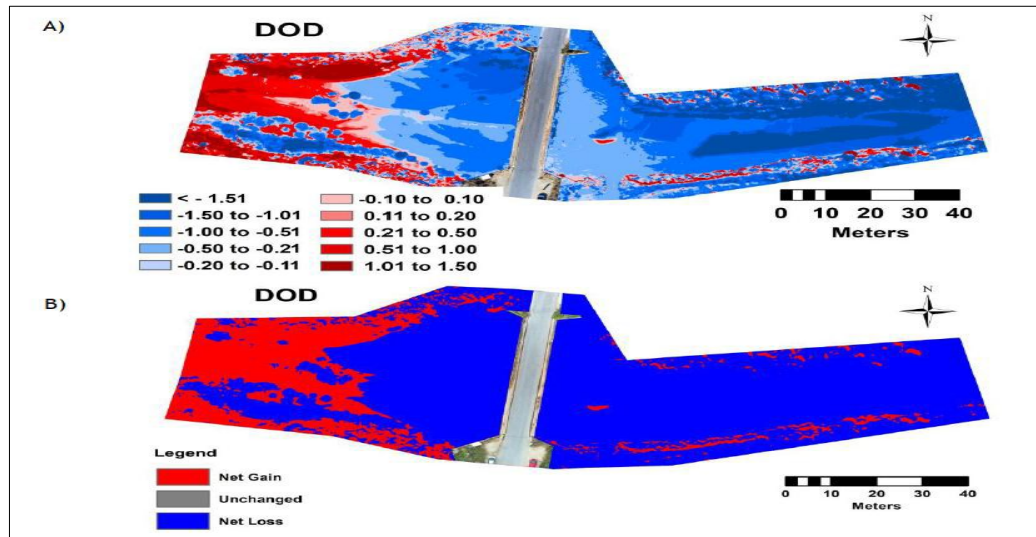 A)
DOD
N
< - 1.51
-1.50 to -1.01
-1.00 to -0.51
-0.50 to -0.21
-0.20 to -0.11
-0.10 to 0.10
0.11 to 0.20
0.21 to 0.50
0.51 to 1.00
1.01 to 1.50
0 10 20 30 40
Meters
B)
DOD
N
Legend
Net Gain
Unchanged
Net Loss
0 10 20 30 40
Meters